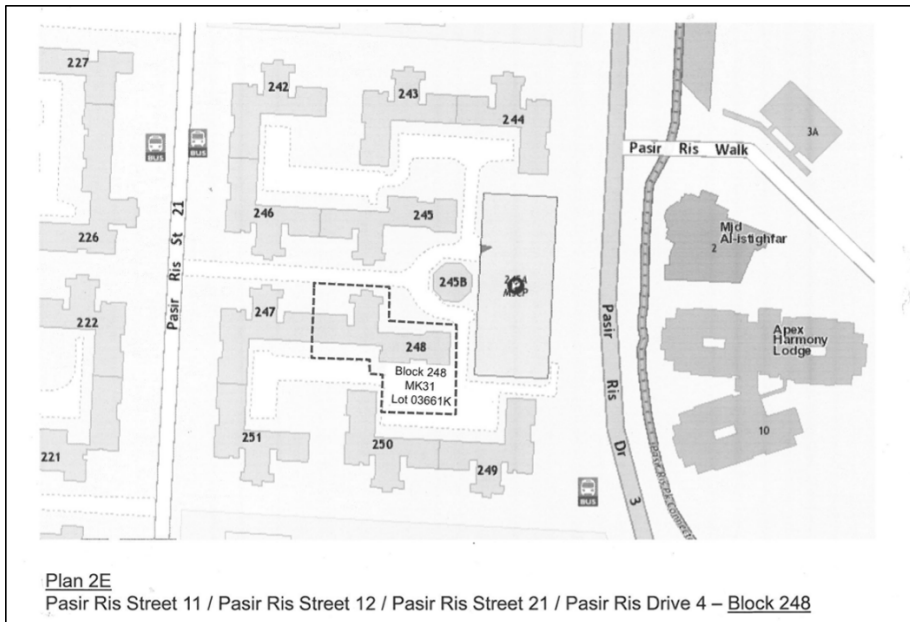 227
242
243
244
BUS
BUS
3A
Pasir Ris Walk
246
245
Mjd
Al-Istighfar
2
226
Pasir Ris St 21
245B
P
222
247
248
Pasir Ris Dr 3
Apex
Harmony
Lodge
Block 248
MK31
Lot 03661K
10
221
251
250
249
BUS
Plan 2E
Pasir Ris Street 11 / Pasir Ris Street 12 / Pasir Ris Street 21 / Pasir Ris Drive 4 – Block 248